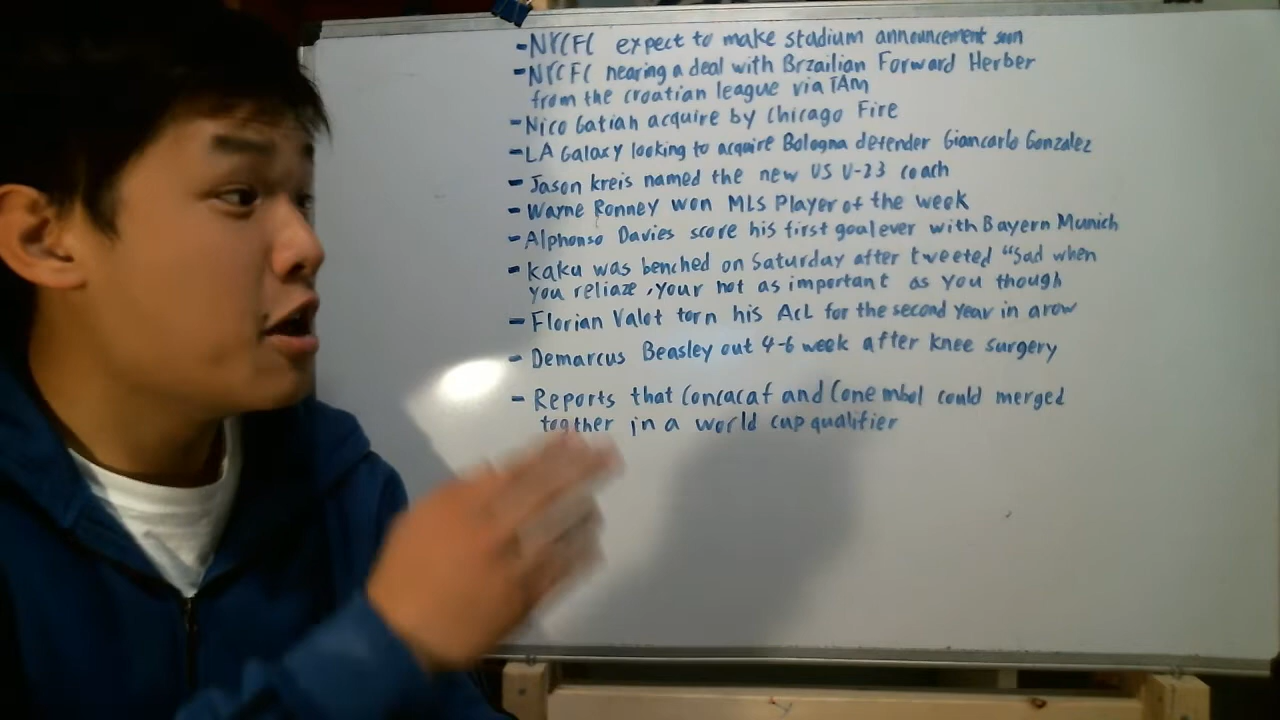 -NYCFC expect to make stadium announcement soon
-NYCFC nearing a deal with Brzailian Forward Herber
from the croatian league via TAM
-Nico Gatian acquire by Chicago Fire
-LA Galaxy looking to acquire Bologna defender Giancarlo Gonzalez
- Jason kreis named the new US U-23 coach
- Wayne Ronney won MLS Player of the week
-Alphonso Davies score his first goal ever with Bayern Munich
- kaku was benched on Saturday after tweeted "Sad when
you reliaze, your not as important as you though
- Florian Valot torn his ACL for the second year in arow
- Demarcus Beasley out 4-6 week after knee surgery
- Reports that Concacaf and Conembol could merged
togther in a world cup qualifier